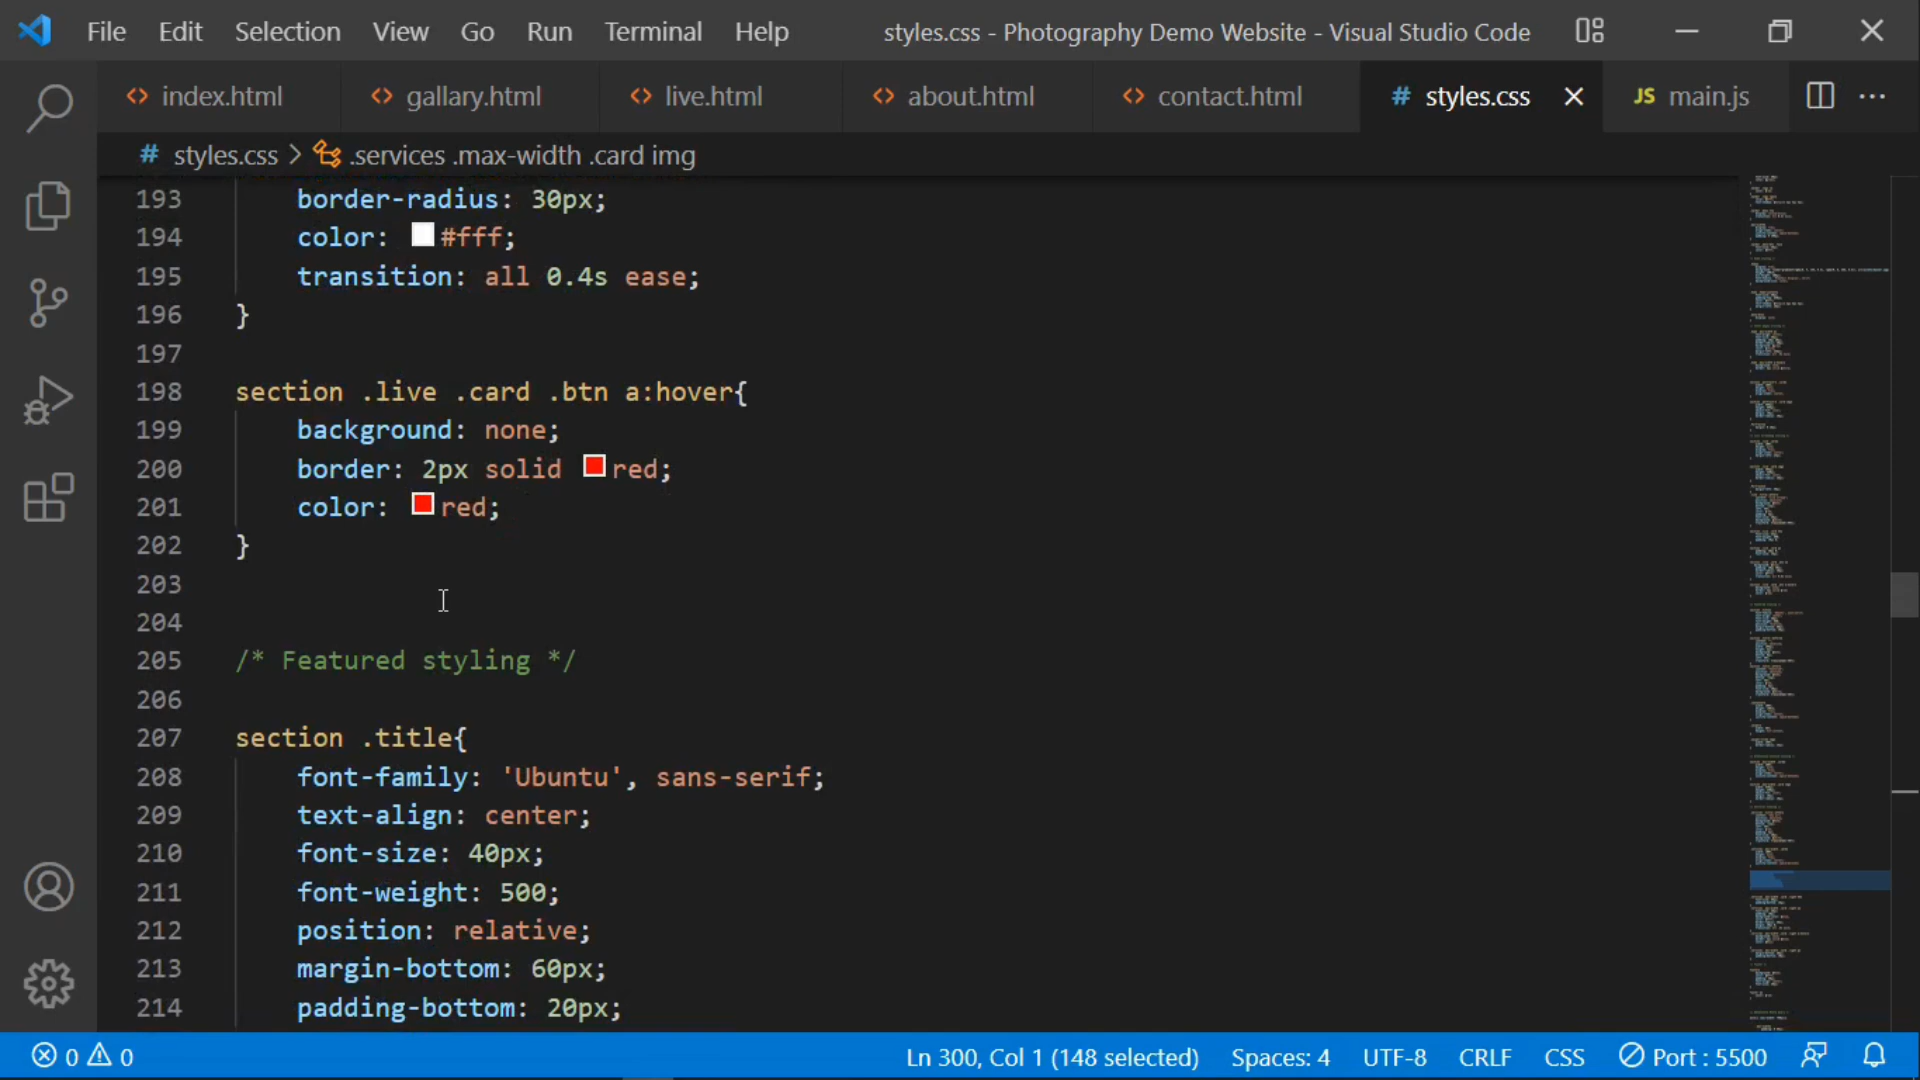 File Edit Selection View Go Run Terminal Help styles.css - Photography Demo Website - Visual Studio Code
index.html gallary.html live.html about.html contact.html # styles.css JS main.js
# styles.css > .services .max-width .card img
193 border-radius: 30px;
194 color: #fff;
195 transition: all 0.4s ease;
196 }
197
198 section .live .card .btn a:hover{
199 background: none;
200 border: 2px solid red;
201 color: red;
202 }
203
204
205 /* Featured styling */
206
207 section .title{
208 font-family: 'Ubuntu', sans-serif;
209 text-align: center;
210 font-size: 40px;
211 font-weight: 500;
212 position: relative;
213 margin-bottom: 60px;
214 padding-bottom: 20px;
0 0 Ln 300, Col 1 (148 selected) Spaces: 4 UTF-8 CRLF CSS Port : 5500